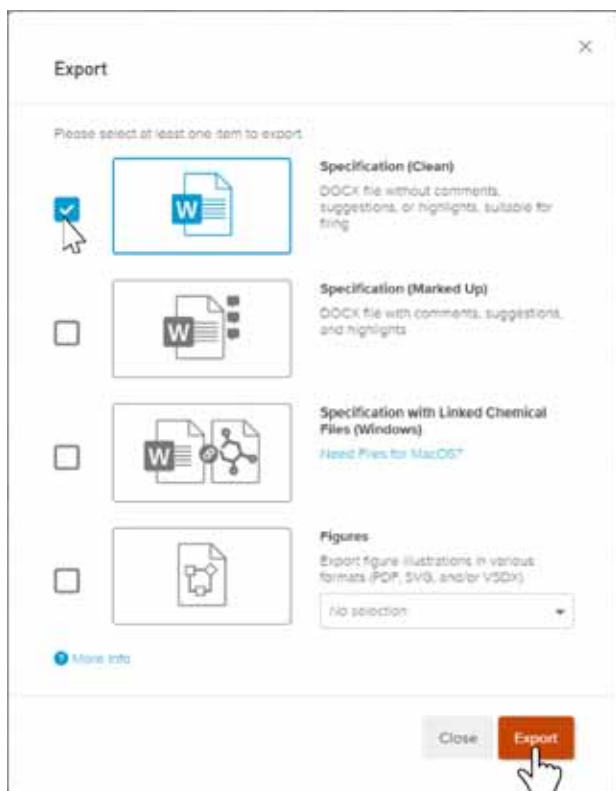 Export
Please select at least one item to export
Specification (Clean)
DOCX file without comments,
suggestions, or highlights, suitable for
filing
W
Specification (Marked Up)
DOCX file with comments, suggestions,
and highlights
W
Specification with Linked Chemical
Files (Windows)
Need Files for MacOS?
W
Figures
Export figure illustrations in various
formats (PDF, SVG, and/or VSDX)
No selection
? More Info
Close
Export